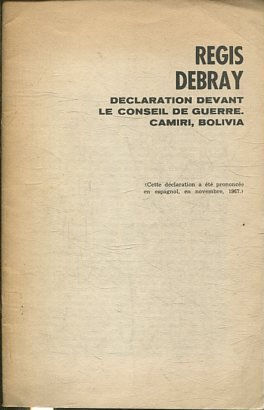 REGIS
DEBRAY
DECLARATION DEVANT
LE CONSEIL DE GUERRE.
CAMIRI, BOLIVIA
(Cette déclaration a été prononcée
en espagnol, en novembre, 1967.)